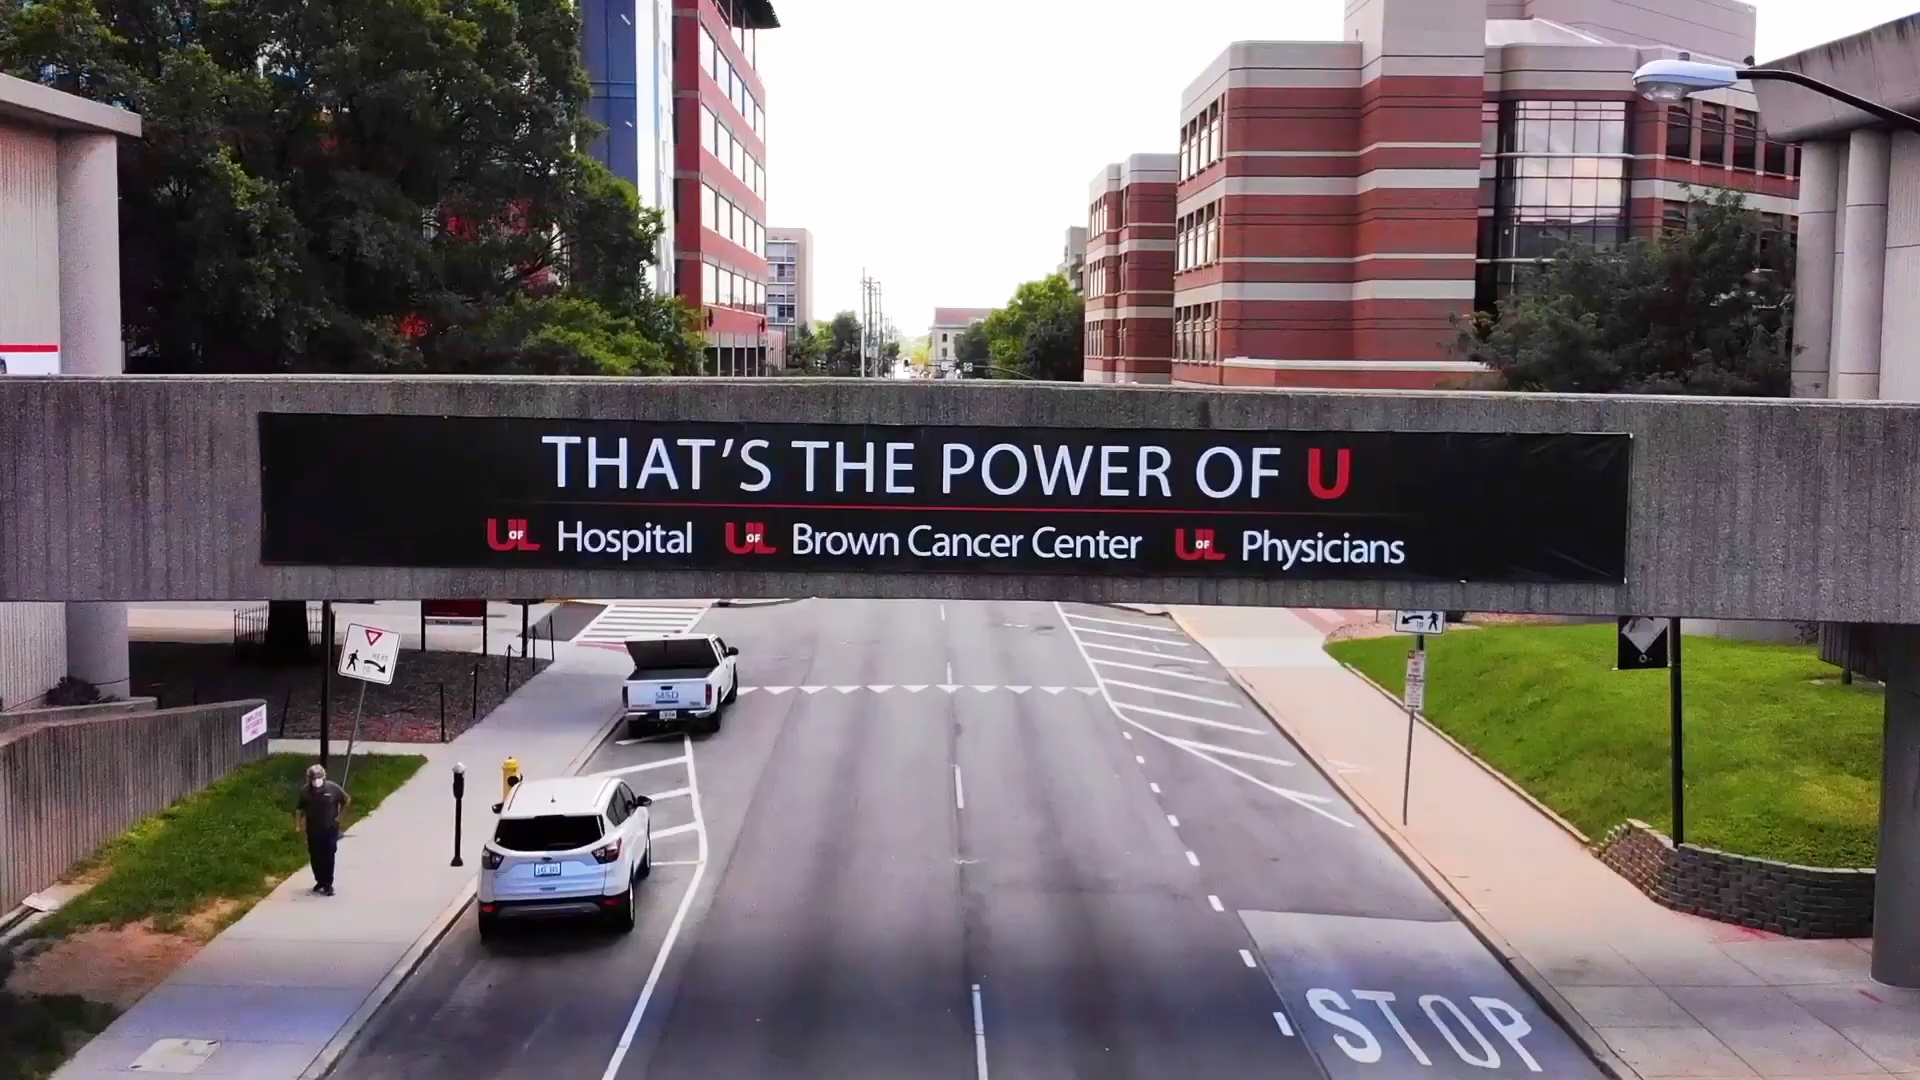 THAT'S THE POWER OF U
UOFL Hospital UOFL Brown Cancer Center UOFL Physicians
STOP